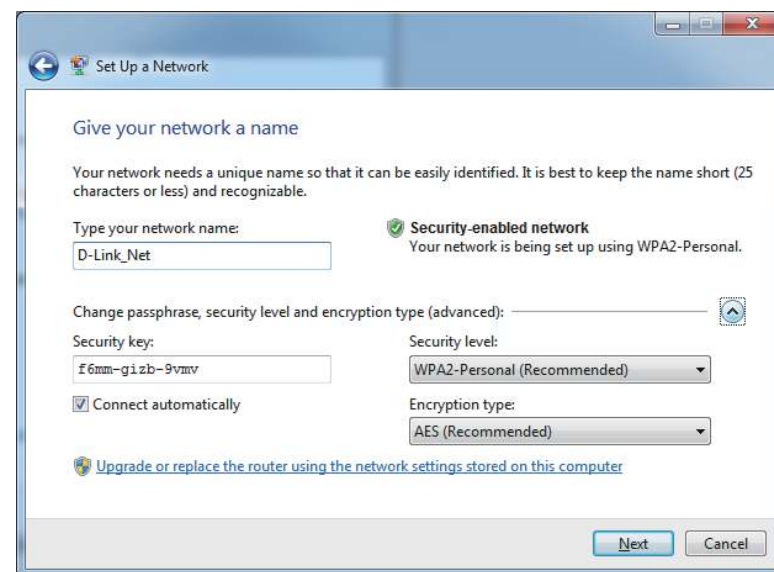 Set Up a Network
Give your network a name
Your network needs a unique name so that it can be easily identified. It is best to keep the name short (25
characters or less) and recognizable.
Type your network name:
D-Link_Net
Security-enabled network
Your network is being set up using WPA2-Personal.
Change passphrase, security level and encryption type (advanced):
Security key:
f6mm-gizb-9vmv
Security level:
WPA2-Personal (Recommended)
Connect automatically
Encryption type:
AES (Recommended)
Upgrade or replace the router using the network settings stored on this computer
Next
Cancel